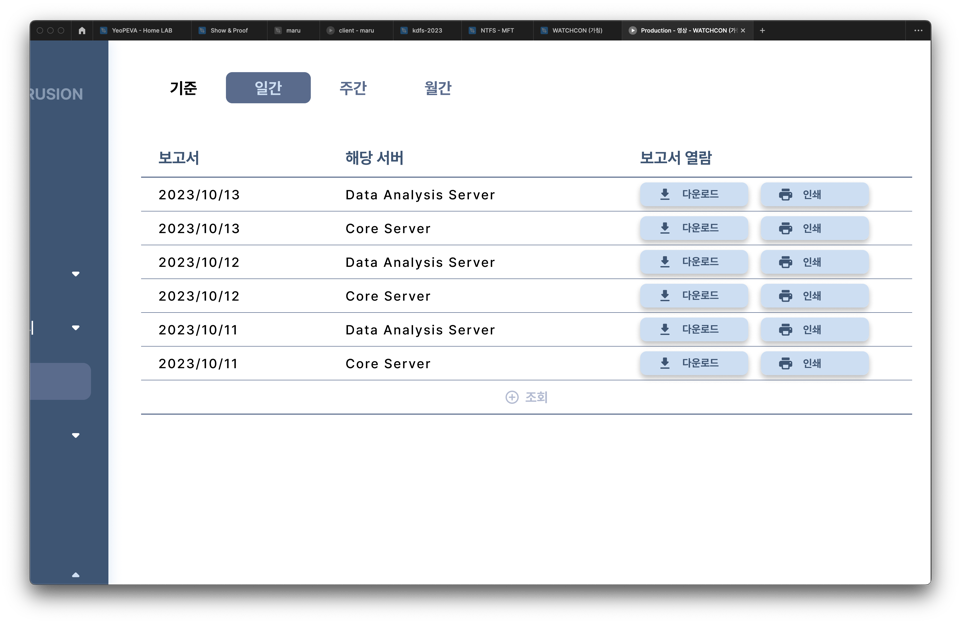 YeoPEVA - Home LAB
Show & Proof
maru
client - maru
kdfs-2023
NTFS - MFT
WATCHCON (가칭)
Production - 영상 - WATCHCON (가
RUSION
기준 일간 주간 월간
보고서 해당 서버 보고서 열람
2023/10/13 Data Analysis Server 다운로드 인쇄
2023/10/13 Core Server 다운로드 인쇄
2023/10/12 Data Analysis Server 다운로드 인쇄
2023/10/12 Core Server 다운로드 인쇄
2023/10/11 Data Analysis Server 다운로드 인쇄
2023/10/11 Core Server 다운로드 인쇄
조회